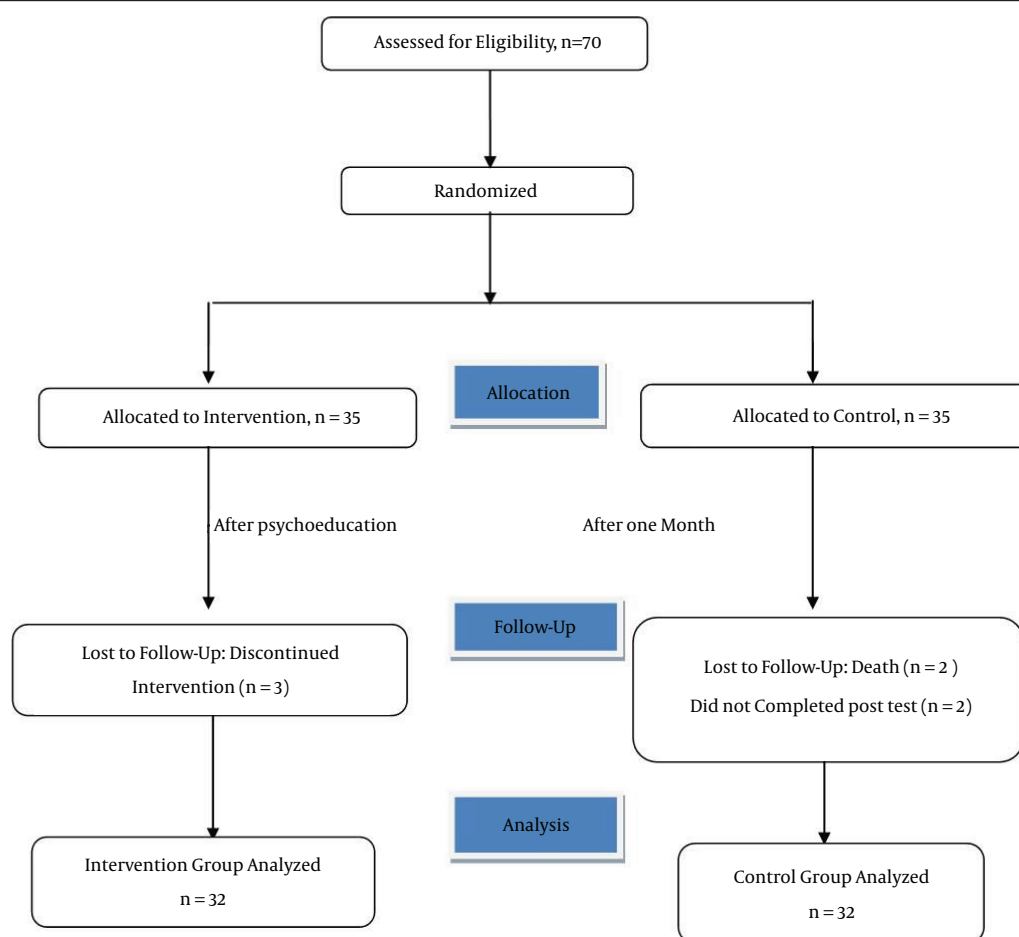 Assessed for Eligibility, n=70
Randomized
Allocation
Allocated to Intervention, n = 35
Allocated to Control, n = 35
After psychoeducation
After one Month
Follow-Up
Lost to Follow-Up: Discontinued
Intervention (n = 3)
Lost to Follow-Up: Death (n = 2 )
Did not Completed post test (n = 2)
Analysis
Intervention Group Analyzed
n = 32
Control Group Analyzed
n = 32